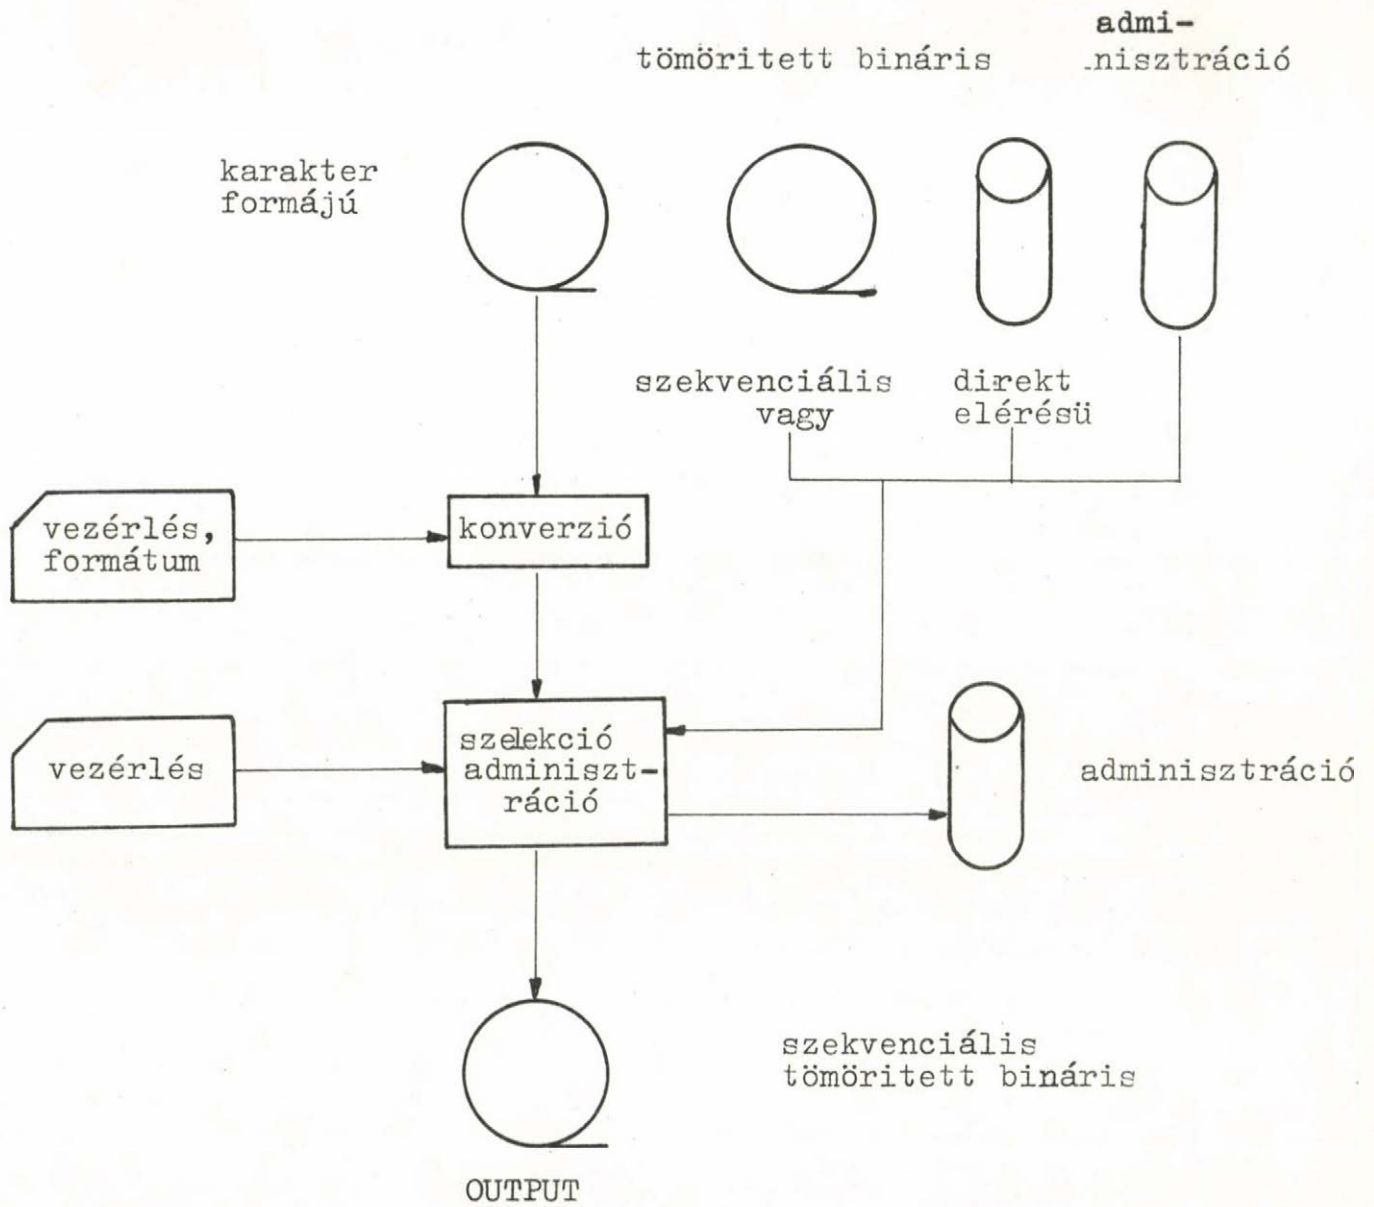 admi-
tömöritett bináris nisztráció
karakter
formájú
szekvenciális direkt
vagy elérésü
vezérlés,
formátum
konverzió
szelekció
adminiszt-
ráció
vezérlés
adminisztráció
szekvenciális
tömöritett bináris
OUTPUT